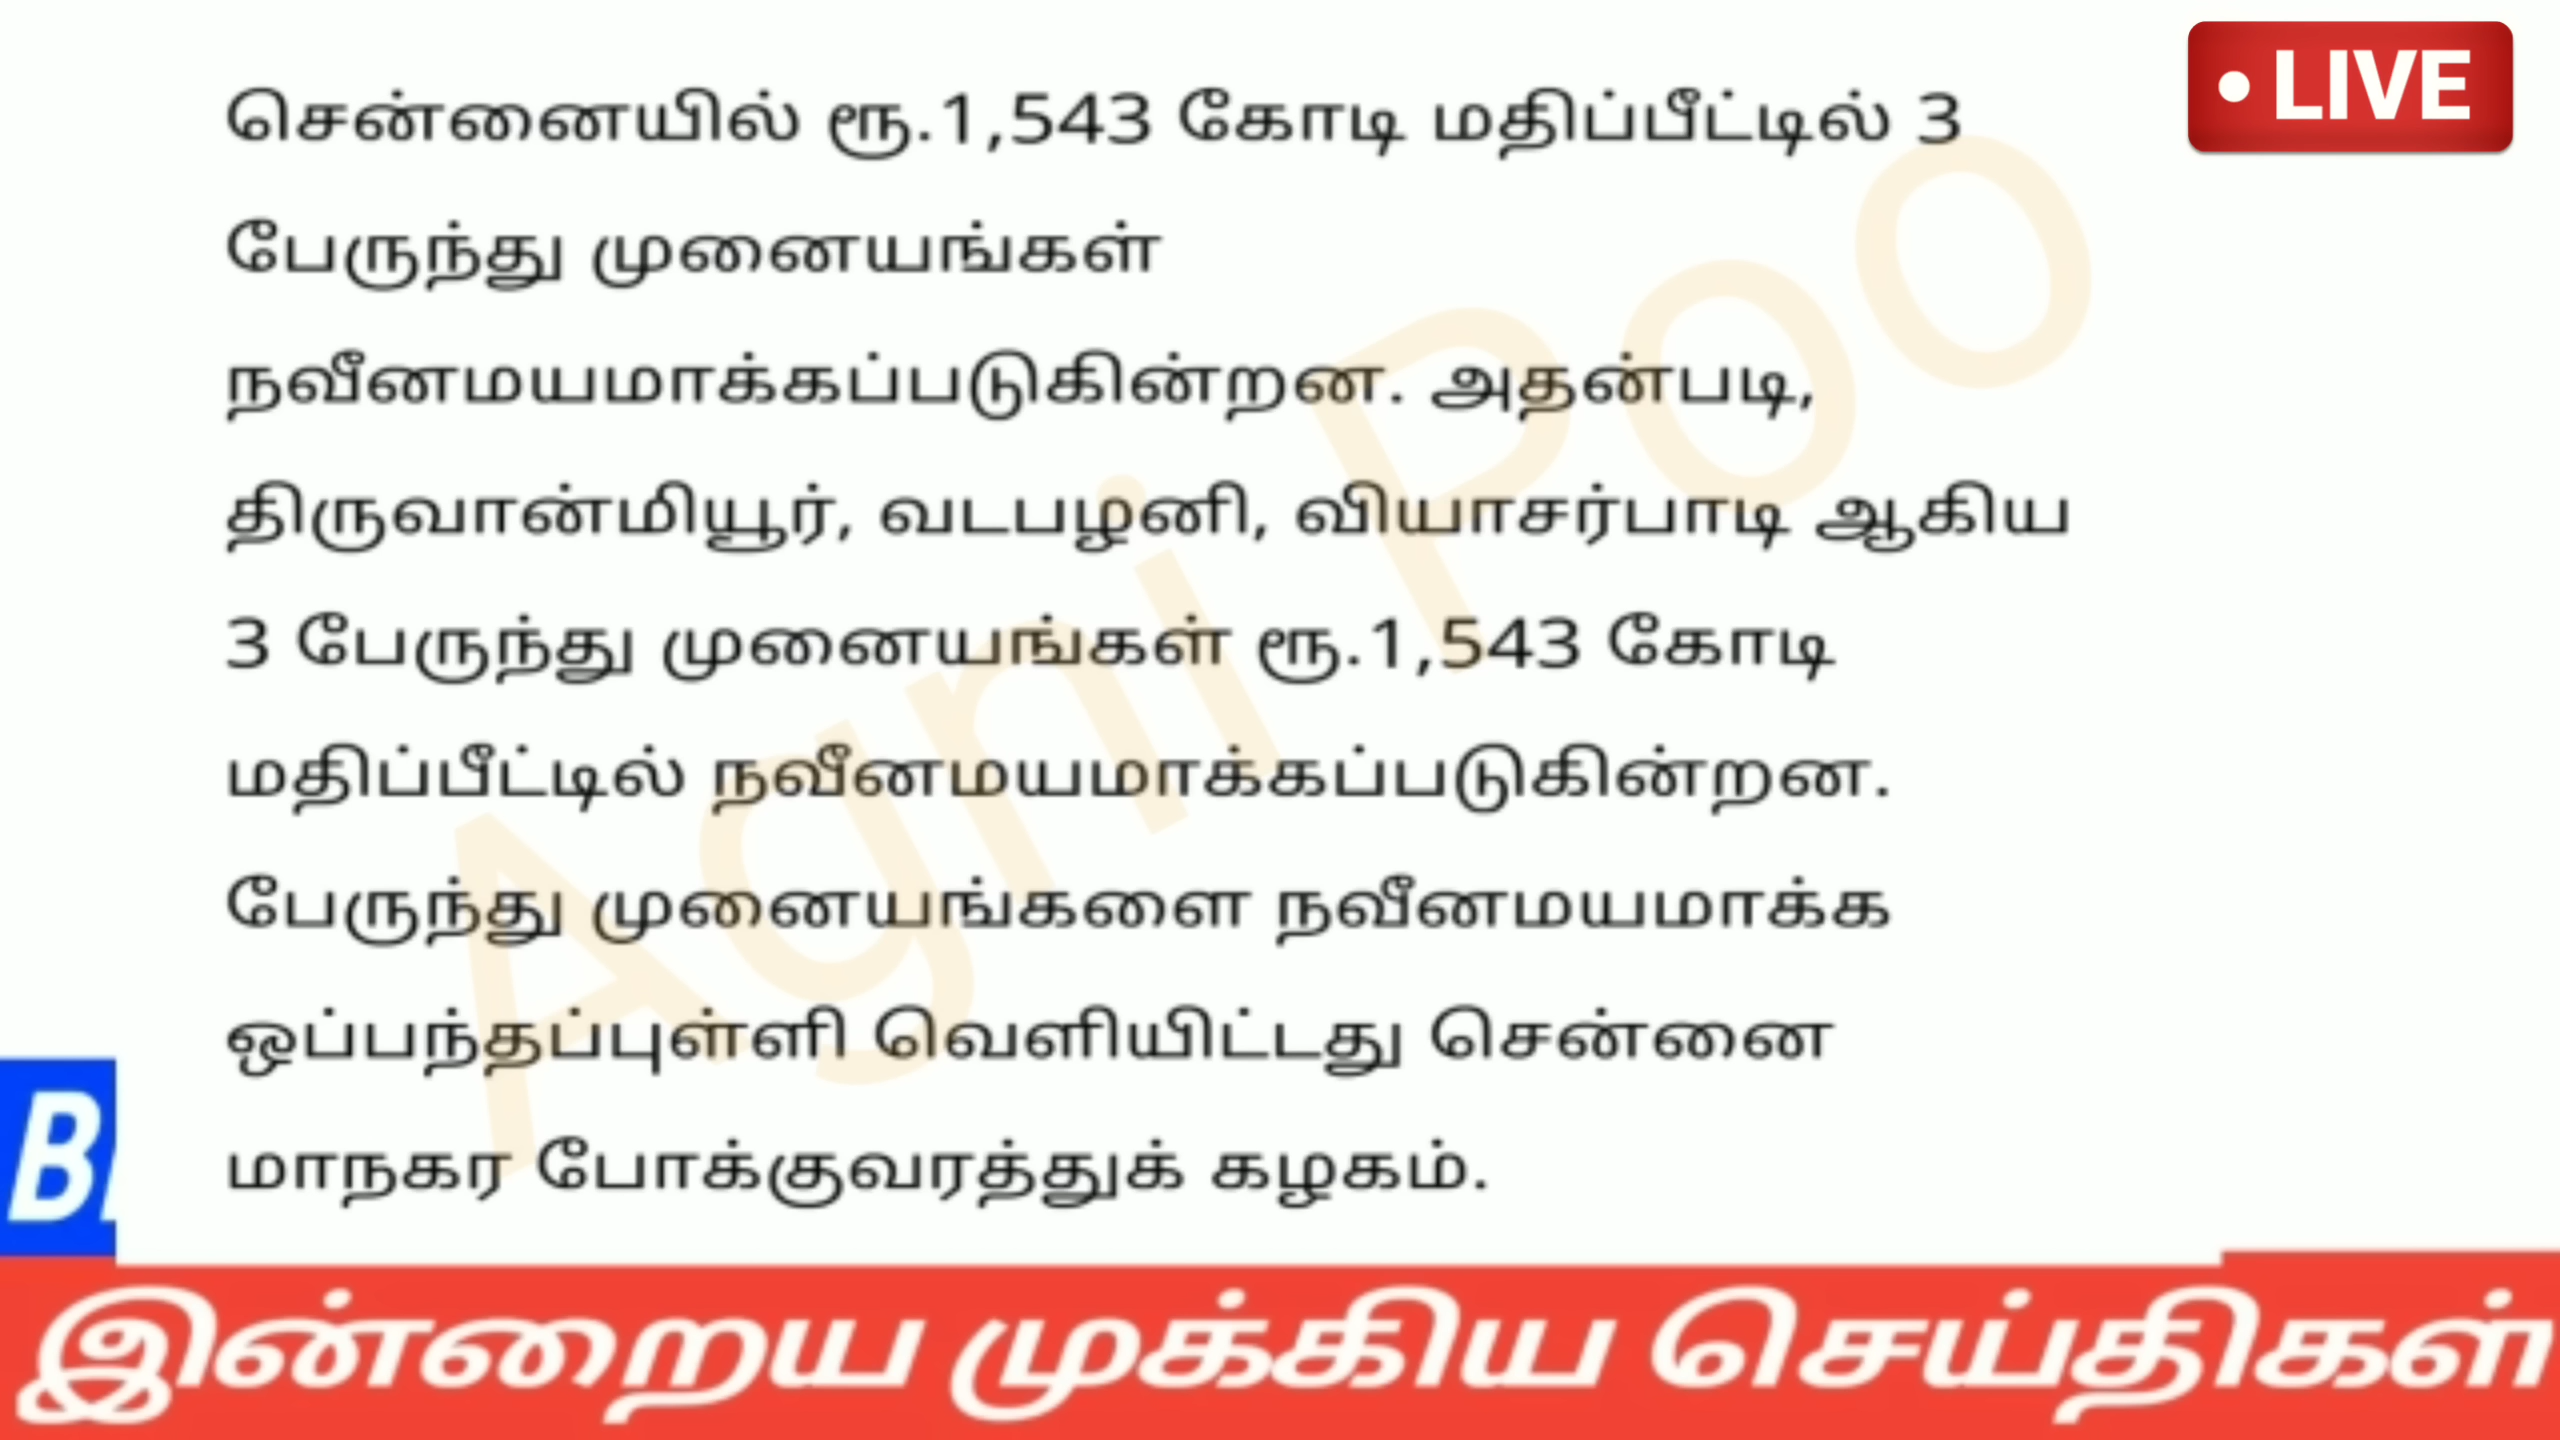 • LIVE
சென்னையில் ரூ.1,543 கோடி மதிப்பீட்டில் 3
பேருந்து முனையங்கள்
நவீனமயமாக்கப்படுகின்றன. அதன்படி,
திருவான்மியூர், வடபழனி, வியாசர்பாடி ஆகிய
3 பேருந்து முனையங்கள் ரூ.1,543 கோடி
மதிப்பீட்டில் நவீனமயமாக்கப்படுகின்றன.
பேருந்து முனையங்களை நவீனமயமாக்க
ஒப்பந்தப்புள்ளி வெளியிட்டது சென்னை
மாநகர போக்குவரத்துக் கழகம்.
Agni Poo
இன்றைய முக்கிய செய்திகள்